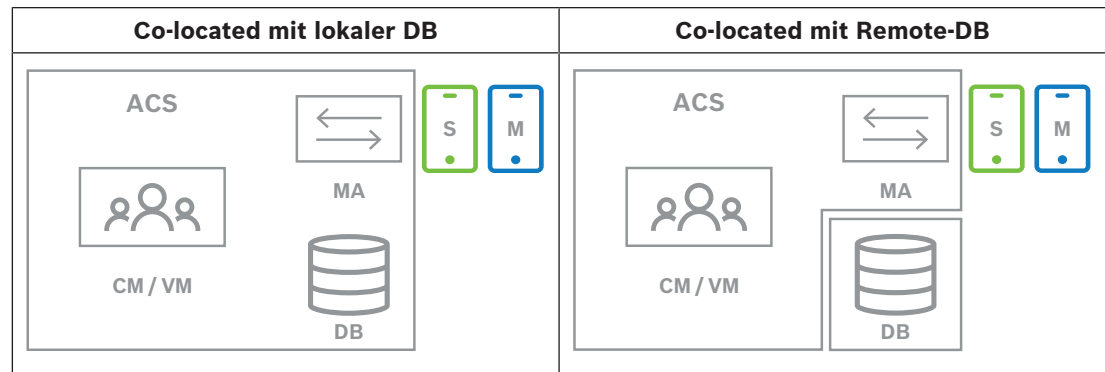 Co-located mit lokaler DB
Co-located mit Remote-DB
ACS
S
M
MA
CM / VM
DB
ACS
S
M
MA
CM / VM
DB